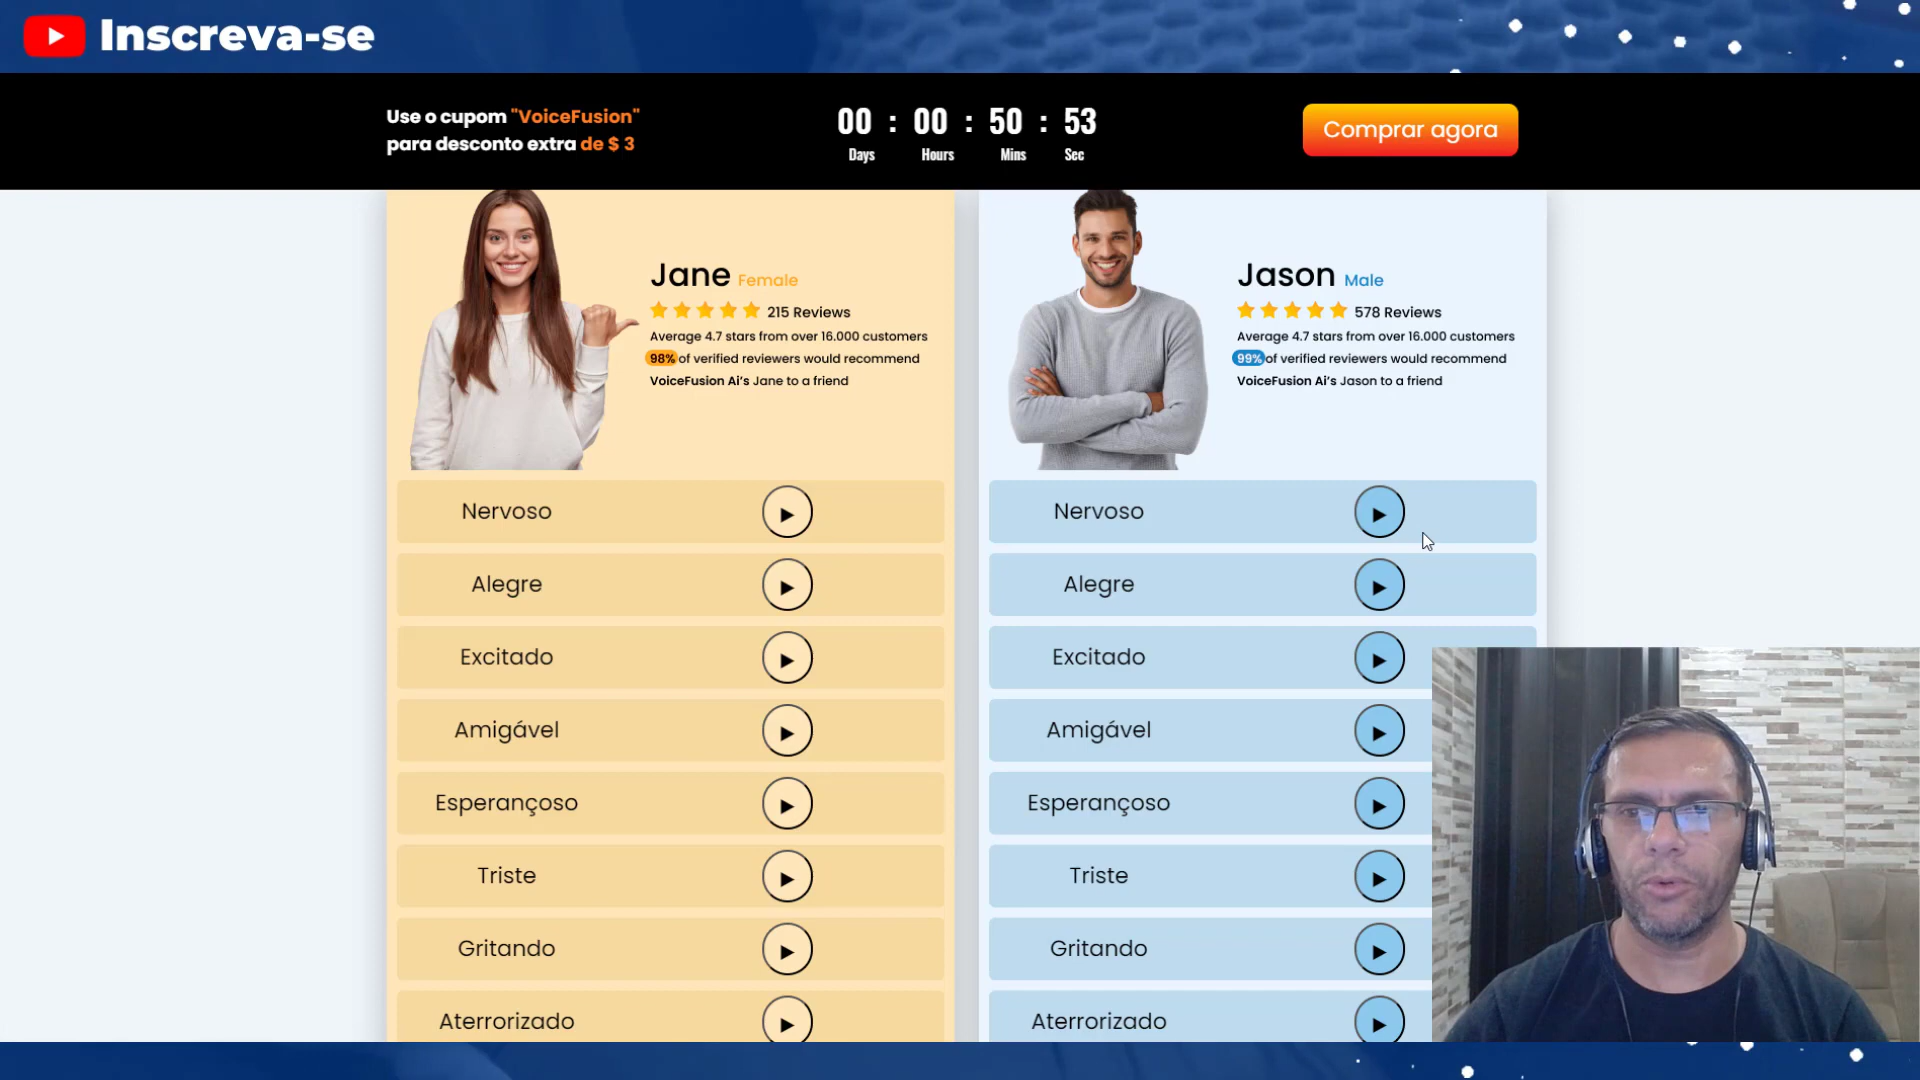 Inscreva-se
Use o cupom "VoiceFusion"
para desconto extra de $ 3
00 : 00 : 50 : 53
Days Hours Mins Sec
Comprar agora
Jane Female
215 Reviews
Average 4.7 stars from over 16.000 customers
98% of verified reviewers would recommend
VoiceFusion Ai's Jane to a friend
Nervoso
Alegre
Excitado
Amigável
Esperançoso
Triste
Gritando
Aterrorizado
Jason Male
578 Reviews
Average 4.7 stars from over 16.000 customers
99% of verified reviewers would recommend
VoiceFusion Ai's Jason to a friend
Nervoso
Alegre
Excitado
Amigável
Esperançoso
Triste
Gritando
Aterrorizado